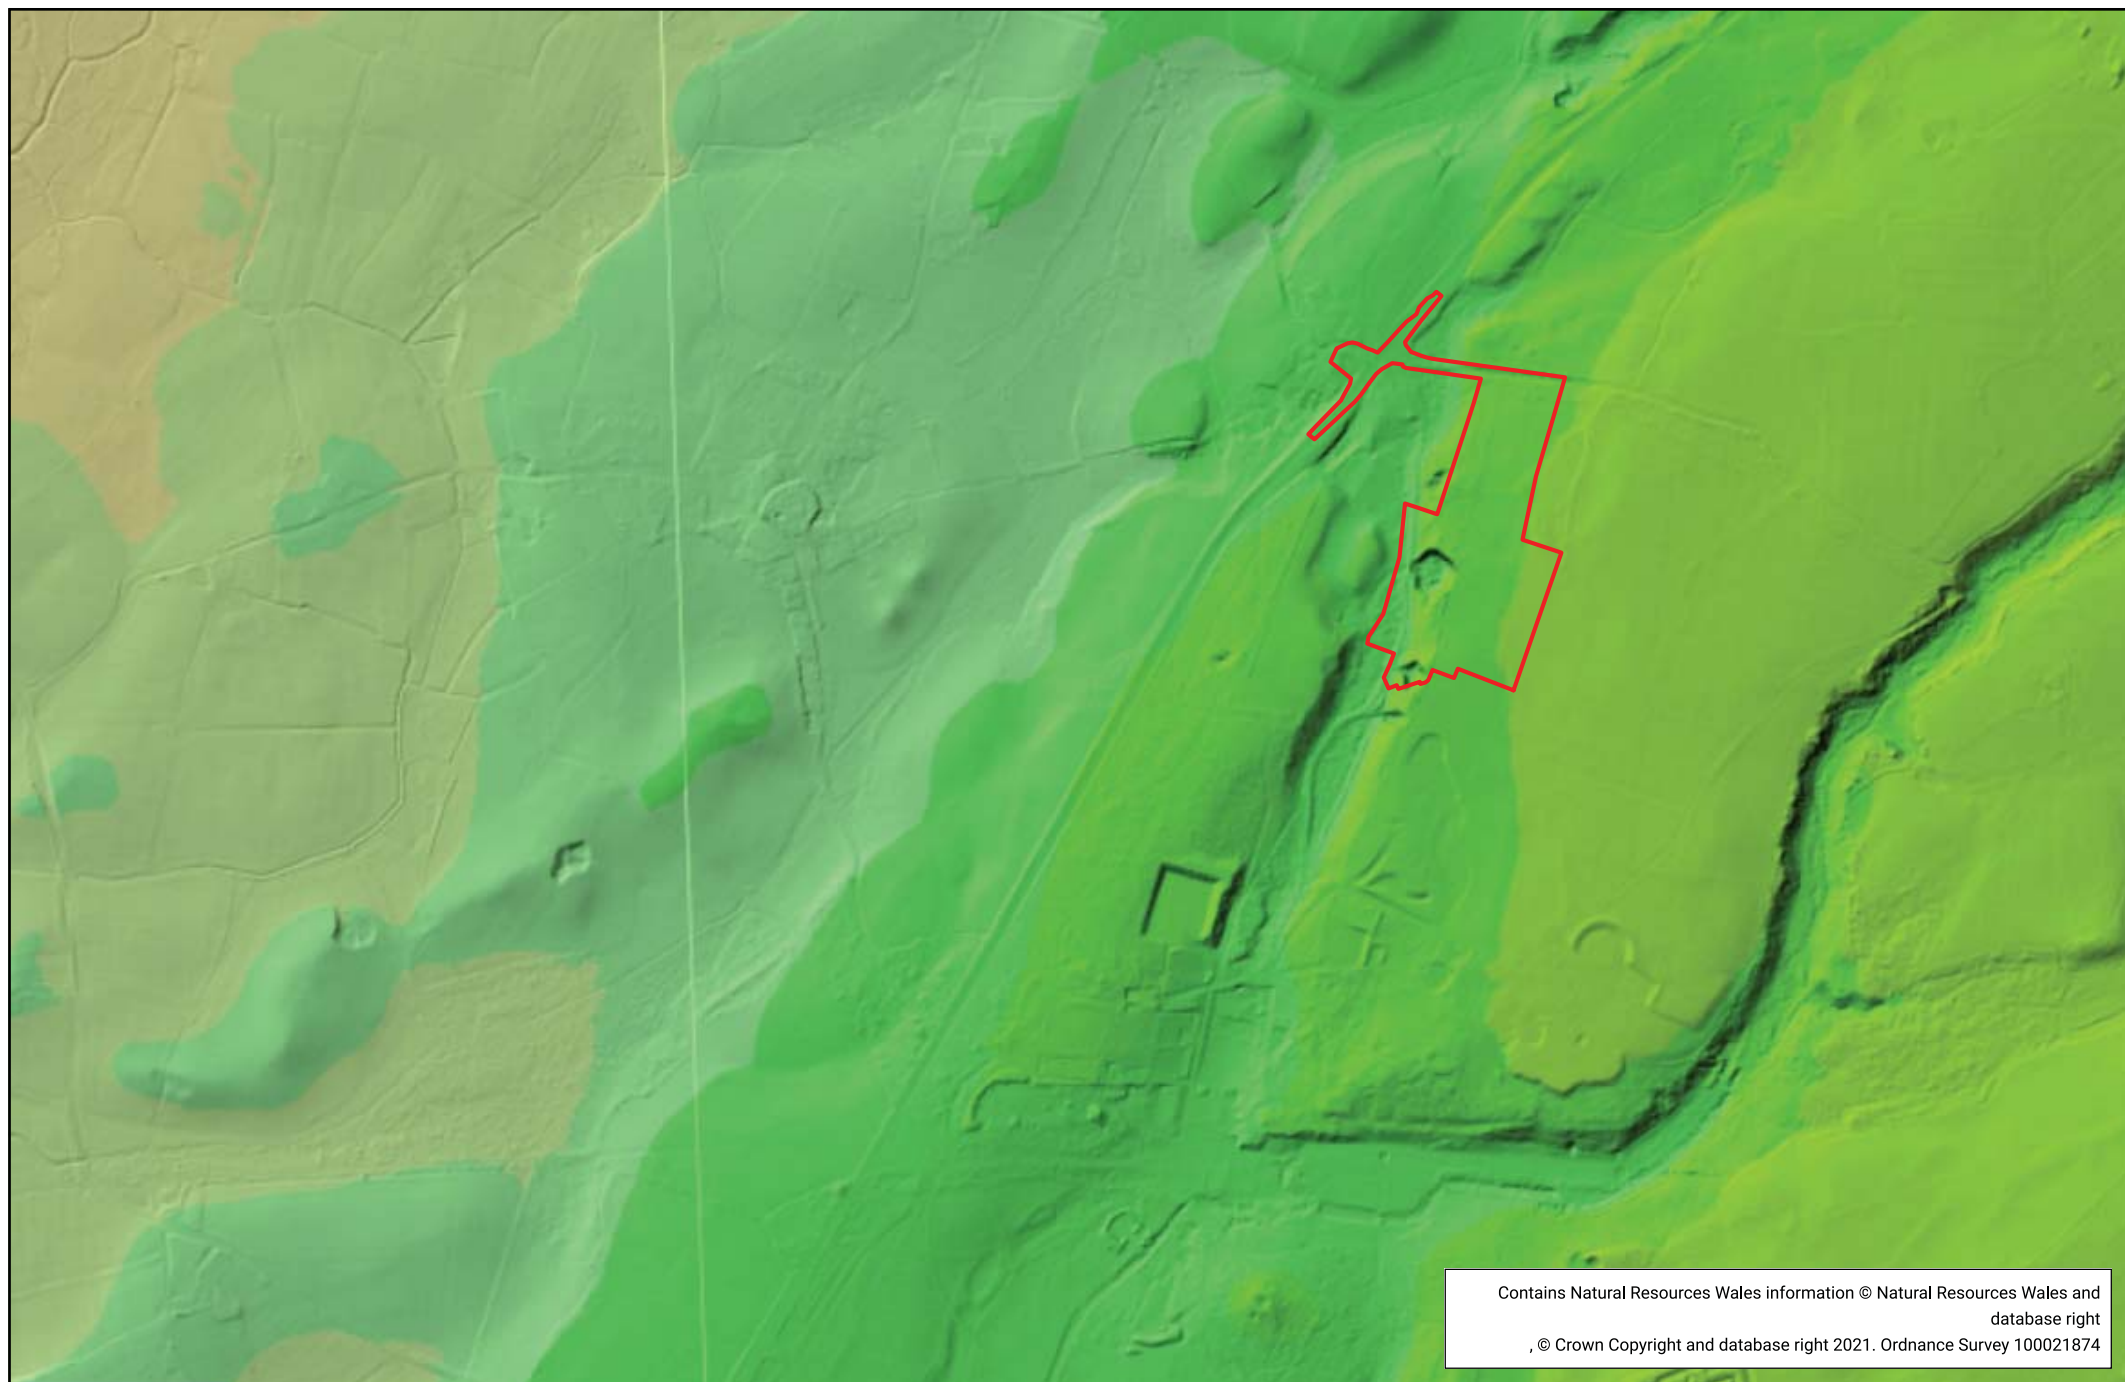 Contains Natural Resources Wales information © Natural Resources Wales and
database right
, © Crown Copyright and database right 2021. Ordnance Survey 100021874